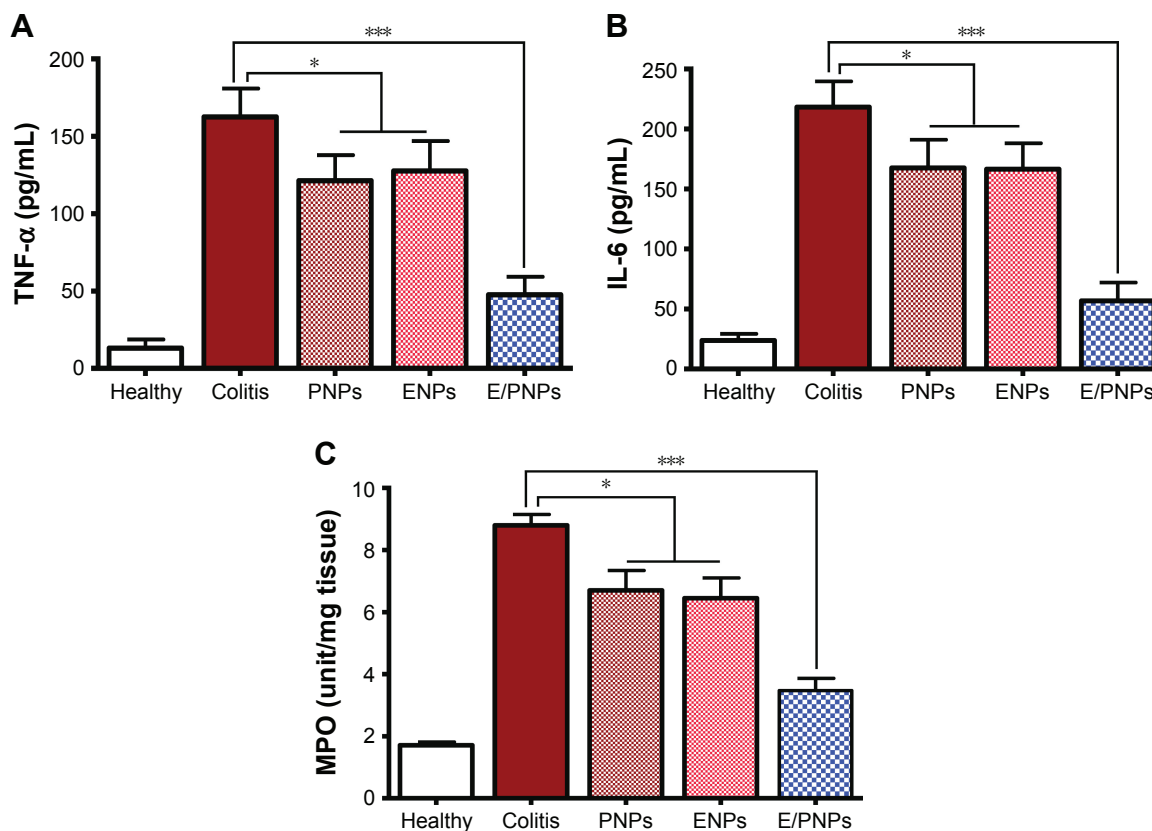 A
TNF-α (pg/mL)
200
150
100
50
0
***
*
Healthy Colitis PNPs ENPs E/PNPs
B
IL-6 (pg/mL)
250
200
150
100
50
0
***
*
Healthy Colitis PNPs ENPs E/PNPs
C
MPO (unit/mg tissue)
10
8
6
4
2
0
***
*
Healthy Colitis PNPs ENPs E/PNPs